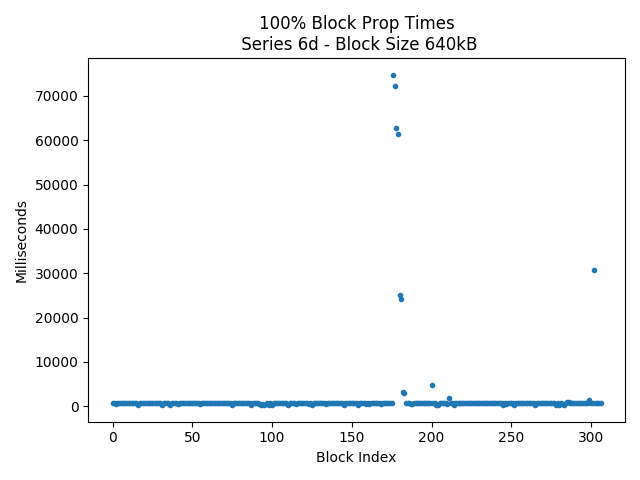 100% Block Prop Times
Series 6d - Block Size 640kB
70000
60000
50000
40000
30000
20000
10000
0
Milliseconds
0 50 100 150 200 250 300
Block Index